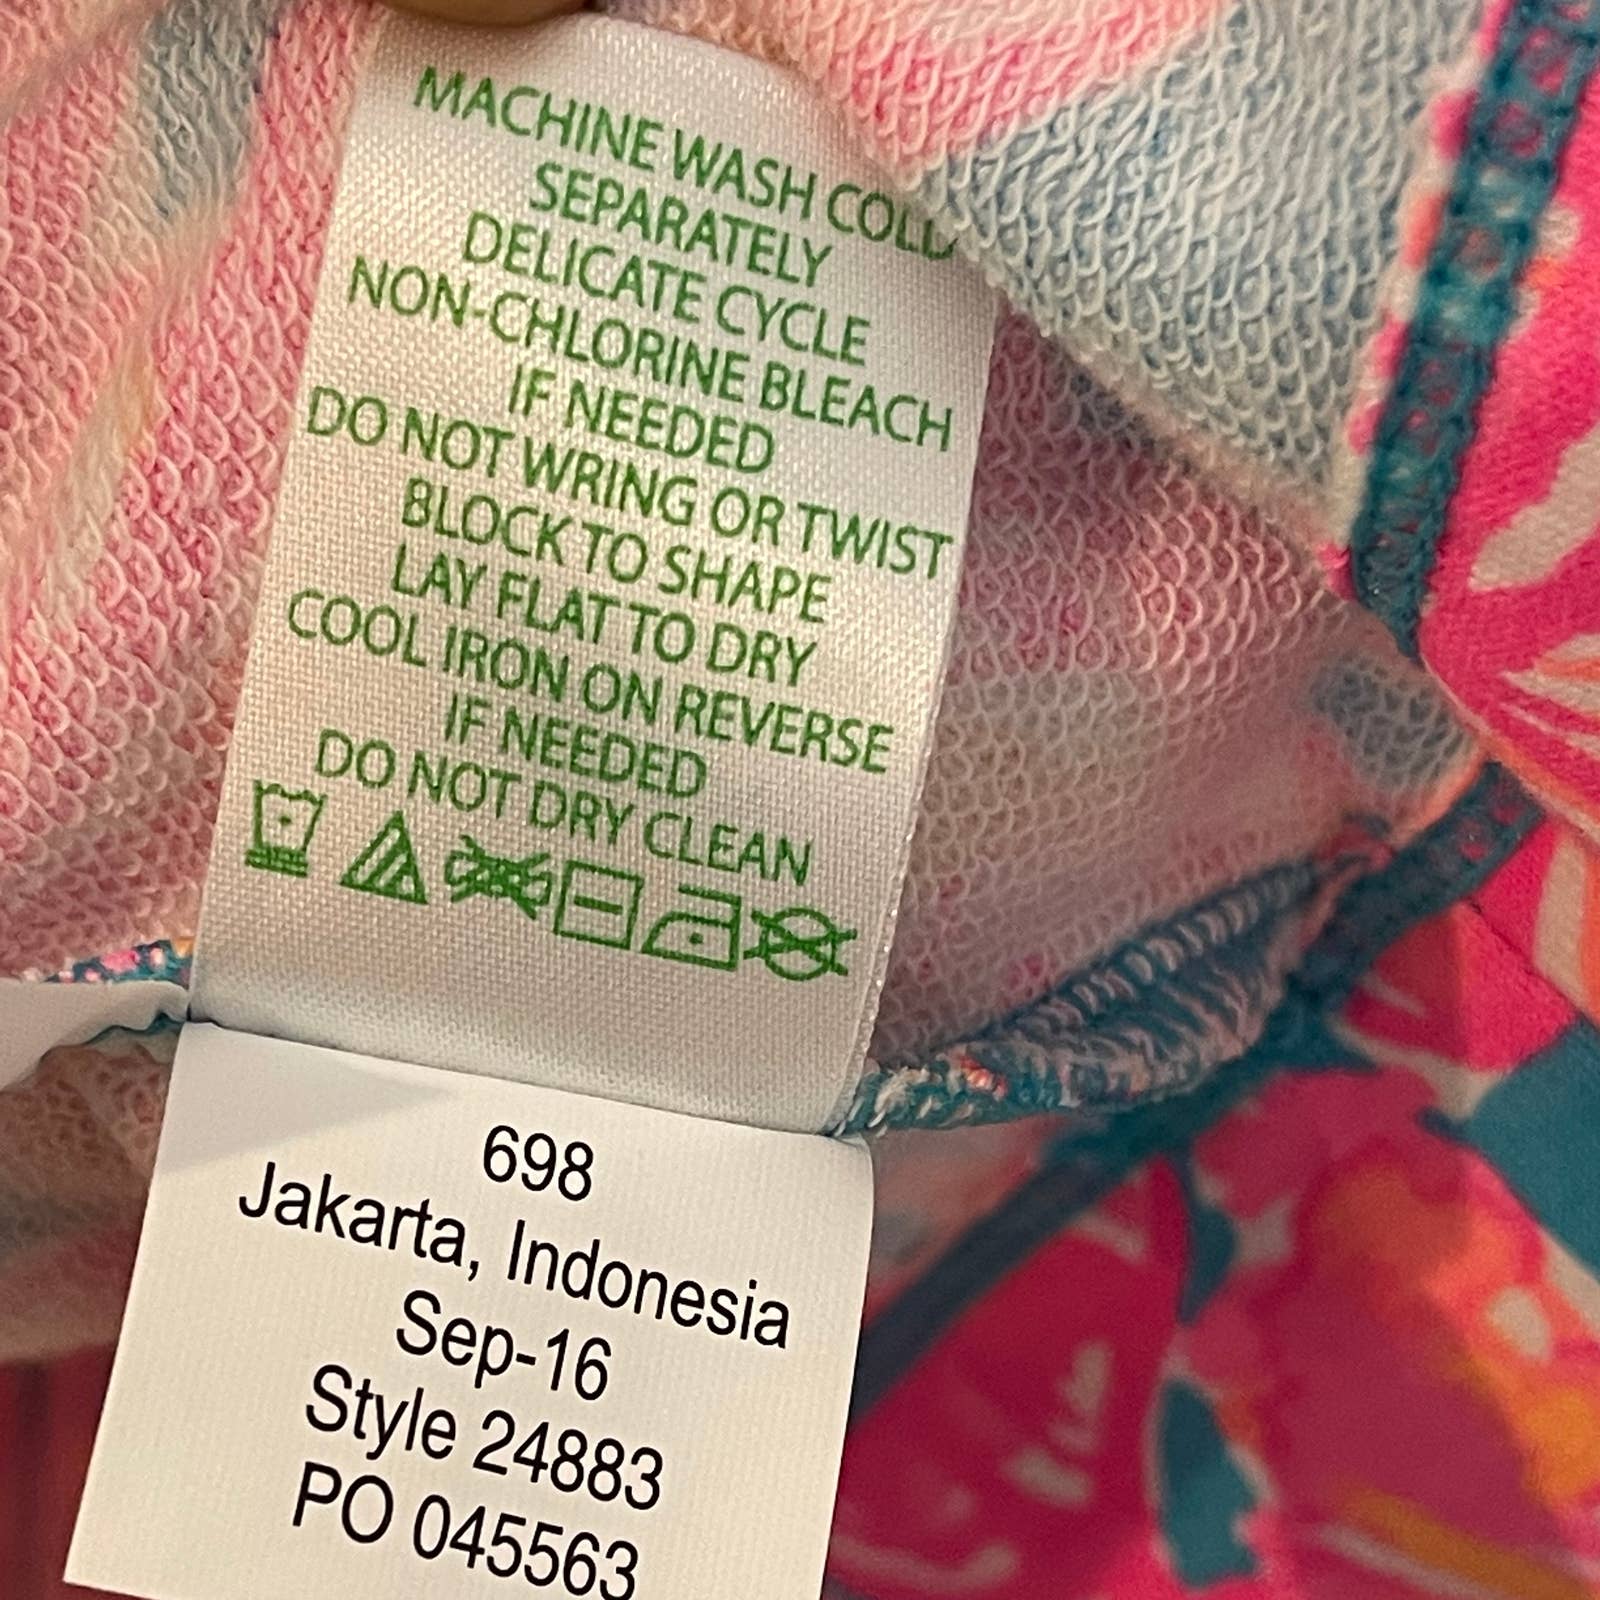 MACHINE WASH COLD
SEPARATELY
DELICATE CYCLE
NON-CHLORINE BLEACH
IF NEEDED
DO NOT WRING OR TWIST
BLOCK TO SHAPE
LAY FLAT TO DRY
COOL IRON ON REVERSE
IF NEEDED
DO NOT DRY CLEAN
698
Jakarta, Indonesia
Sep-16
Style 24883
PO 045563